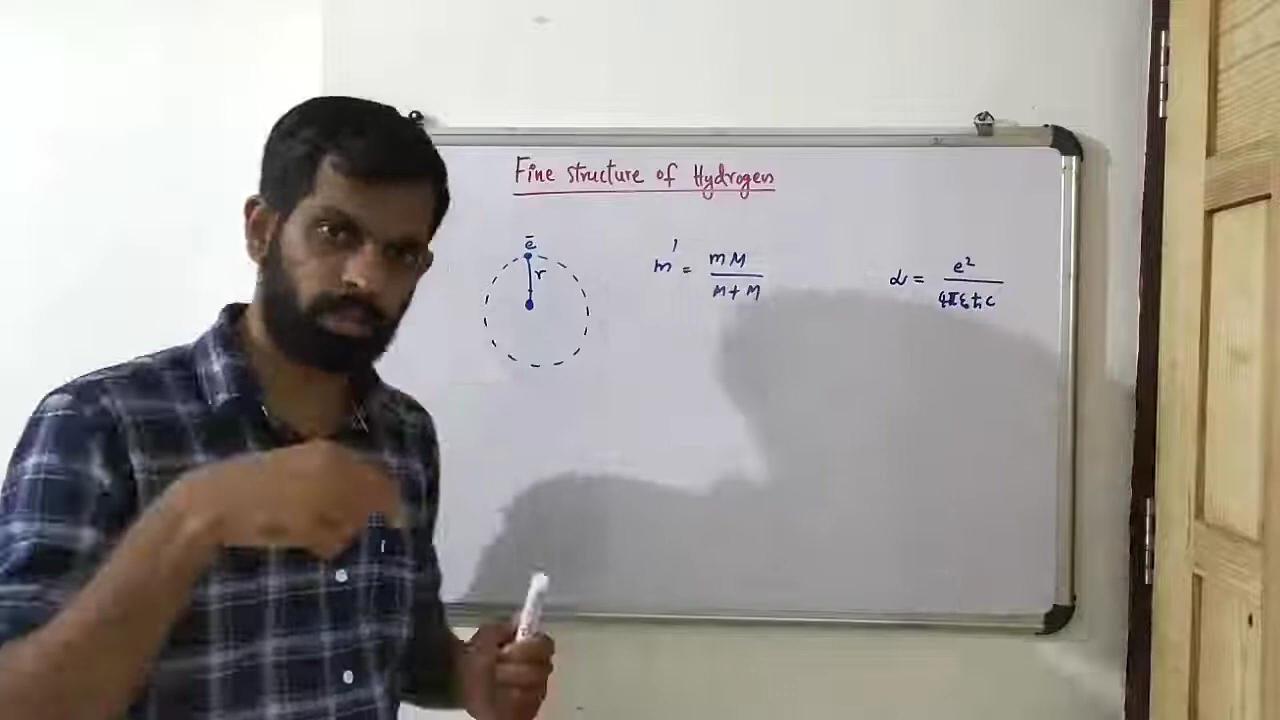 Fine structure of Hydrogen
e⁻
r
m' = mM / m + M
α = e² / 4πε₀ħc